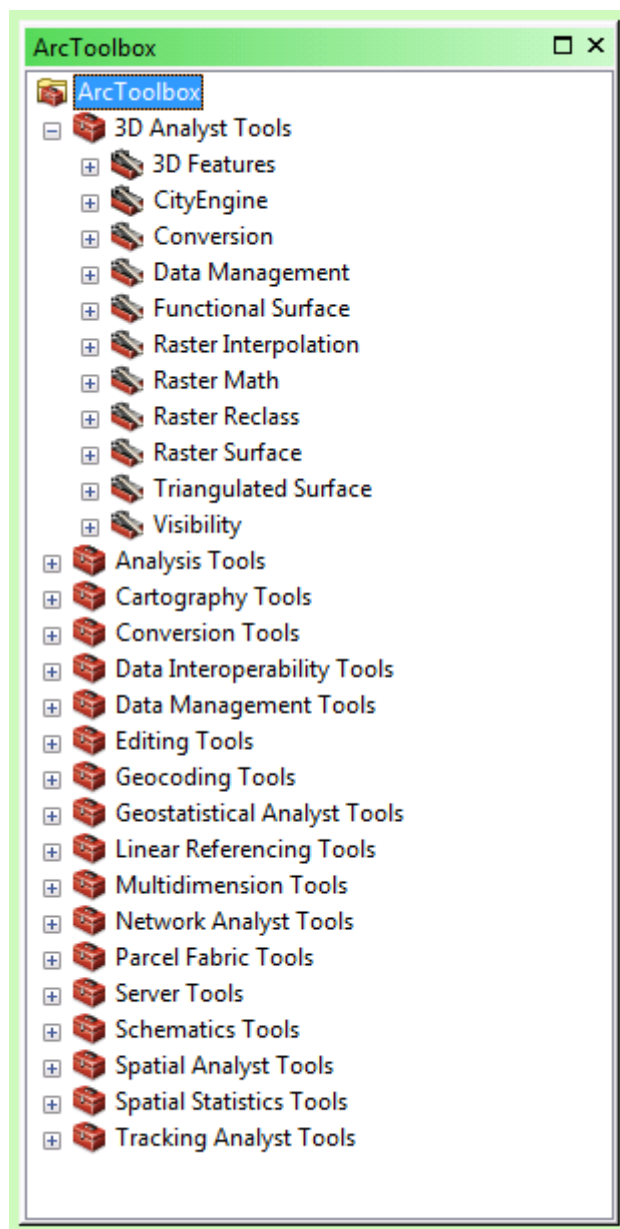 ArcToolbox
ArcToolbox
3D Analyst Tools
3D Features
CityEngine
Conversion
Data Management
Functional Surface
Raster Interpolation
Raster Math
Raster Reclass
Raster Surface
Triangulated Surface
Visibility
Analysis Tools
Cartography Tools
Conversion Tools
Data Interoperability Tools
Data Management Tools
Editing Tools
Geocoding Tools
Geostatistical Analyst Tools
Linear Referencing Tools
Multidimension Tools
Network Analyst Tools
Parcel Fabric Tools
Server Tools
Schematics Tools
Spatial Analyst Tools
Spatial Statistics Tools
Tracking Analyst Tools